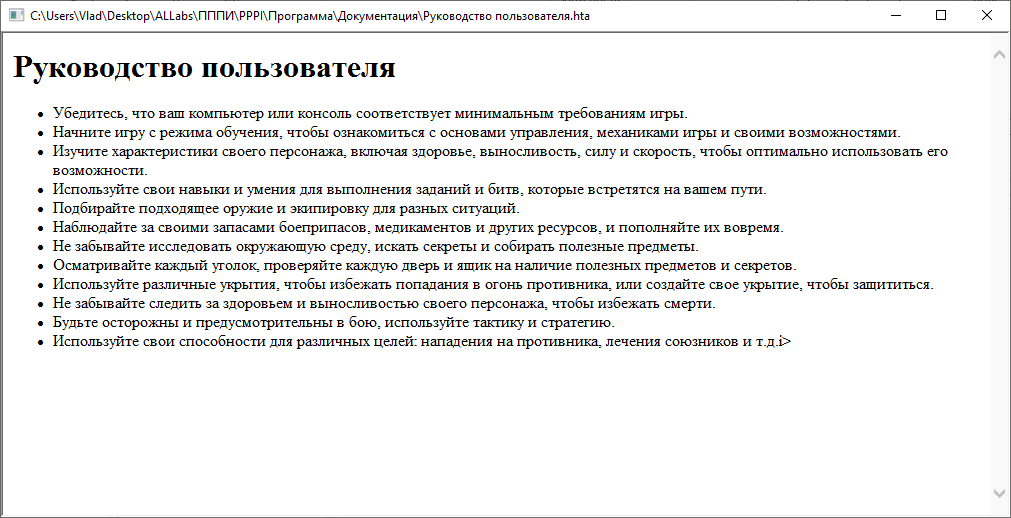 C:\Users\Vlad\Desktop\ALLabs\ПППИ\PPPI\Программа\Документация\Руководство пользователя.hta
Руководство пользователя
• Убедитесь, что ваш компьютер или консоль соответствует минимальным требованиям игры.
• Начните игру с режима обучения, чтобы ознакомиться с основами управления, механиками игры и своими возможностями.
• Изучите характеристики своего персонажа, включая здоровье, выносливость, силу и скорость, чтобы оптимально использовать его
возможности.
• Используйте свои навыки и умения для выполнения заданий и битв, которые встретятся на вашем пути.
• Подбирайте подходящее оружие и экипировку для разных ситуаций.
• Наблюдайте за своими запасами боеприпасов, медикаментов и других ресурсов, и пополняйте их вовремя.
• Не забывайте исследовать окружающую среду, искать секреты и собирать полезные предметы.
• Осматривайте каждый уголок, проверяйте каждую дверь и ящик на наличие полезных предметов и секретов.
• Используйте различные укрытия, чтобы избежать попадания в огонь противника, или создайте свое укрытие, чтобы защититься.
• Не забывайте следить за здоровьем и выносливостью своего персонажа, чтобы избежать смерти.
• Будьте осторожны и предусмотрительны в бою, используйте тактику и стратегию.
• Используйте свои способности для различных целей: нападения на противника, лечения союзников и т.д.i>